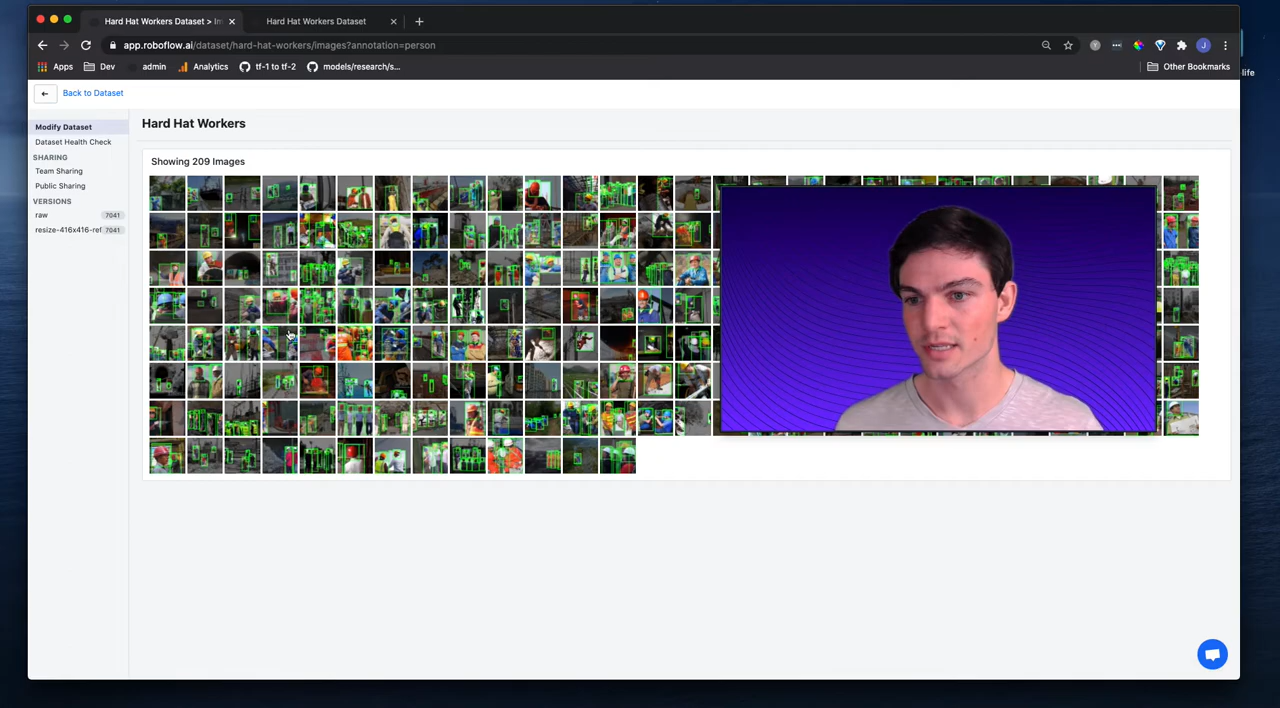 Hard Hat Workers Dataset > Im
Hard Hat Workers Dataset
app.roboflow.ai/dataset/hard-hat-workers/images?annotation=person
J
Apps
Dev
admin
Analytics
tf-1 to tf-2
models/research/s...
Other Bookmarks
life
Back to Dataset
Modify Dataset
Dataset Health Check
SHARING
Team Sharing
Public Sharing
VERSIONS
raw 7041
resize-416x416-ref 7041
Hard Hat Workers
Showing 209 Images